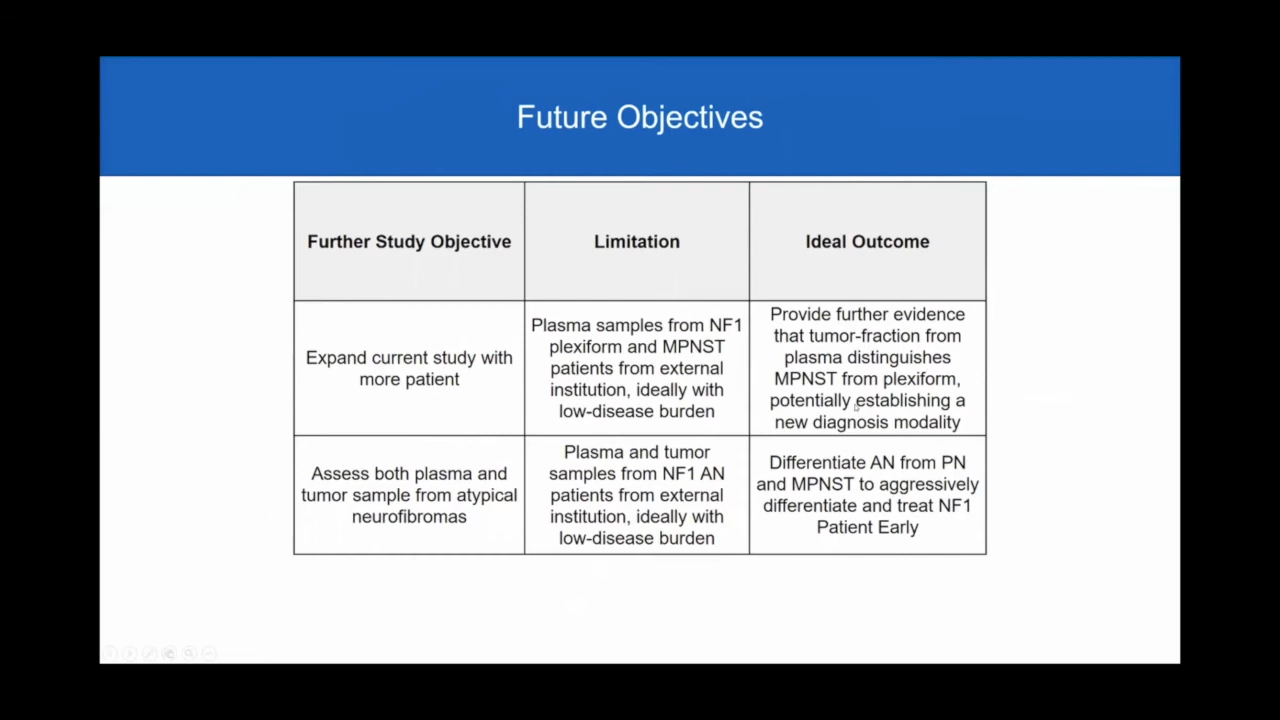 Future Objectives
Further Study Objective
Limitation
Ideal Outcome
Expand current study with
more patient
Plasma samples from NF1
plexiform and MPNST
patients from external
institution, ideally with
low-disease burden
Provide further evidence
that tumor-fraction from
plasma distinguishes
MPNST from plexiform,
potentially establishing a
new diagnosis modality
Assess both plasma and
tumor sample from atypical
neurofibromas
Plasma and tumor
samples from NF1 AN
patients from external
institution, ideally with
low-disease burden
Differentiate AN from PN
and MPNST to aggressively
differentiate and treat NF1
Patient Early